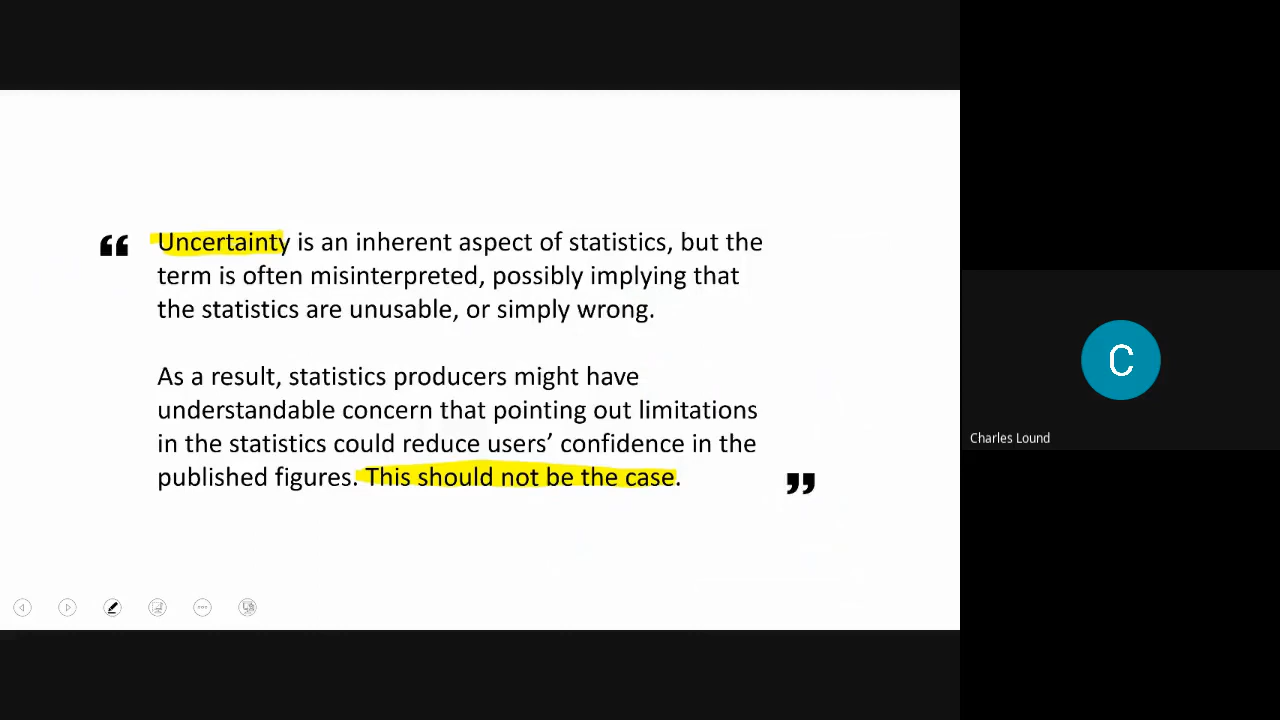 “ Uncertainty is an inherent aspect of statistics, but the
term is often misinterpreted, possibly implying that
the statistics are unusable, or simply wrong.
As a result, statistics producers might have
understandable concern that pointing out limitations
in the statistics could reduce users’ confidence in the
published figures. This should not be the case. ”
C
Charles Lound